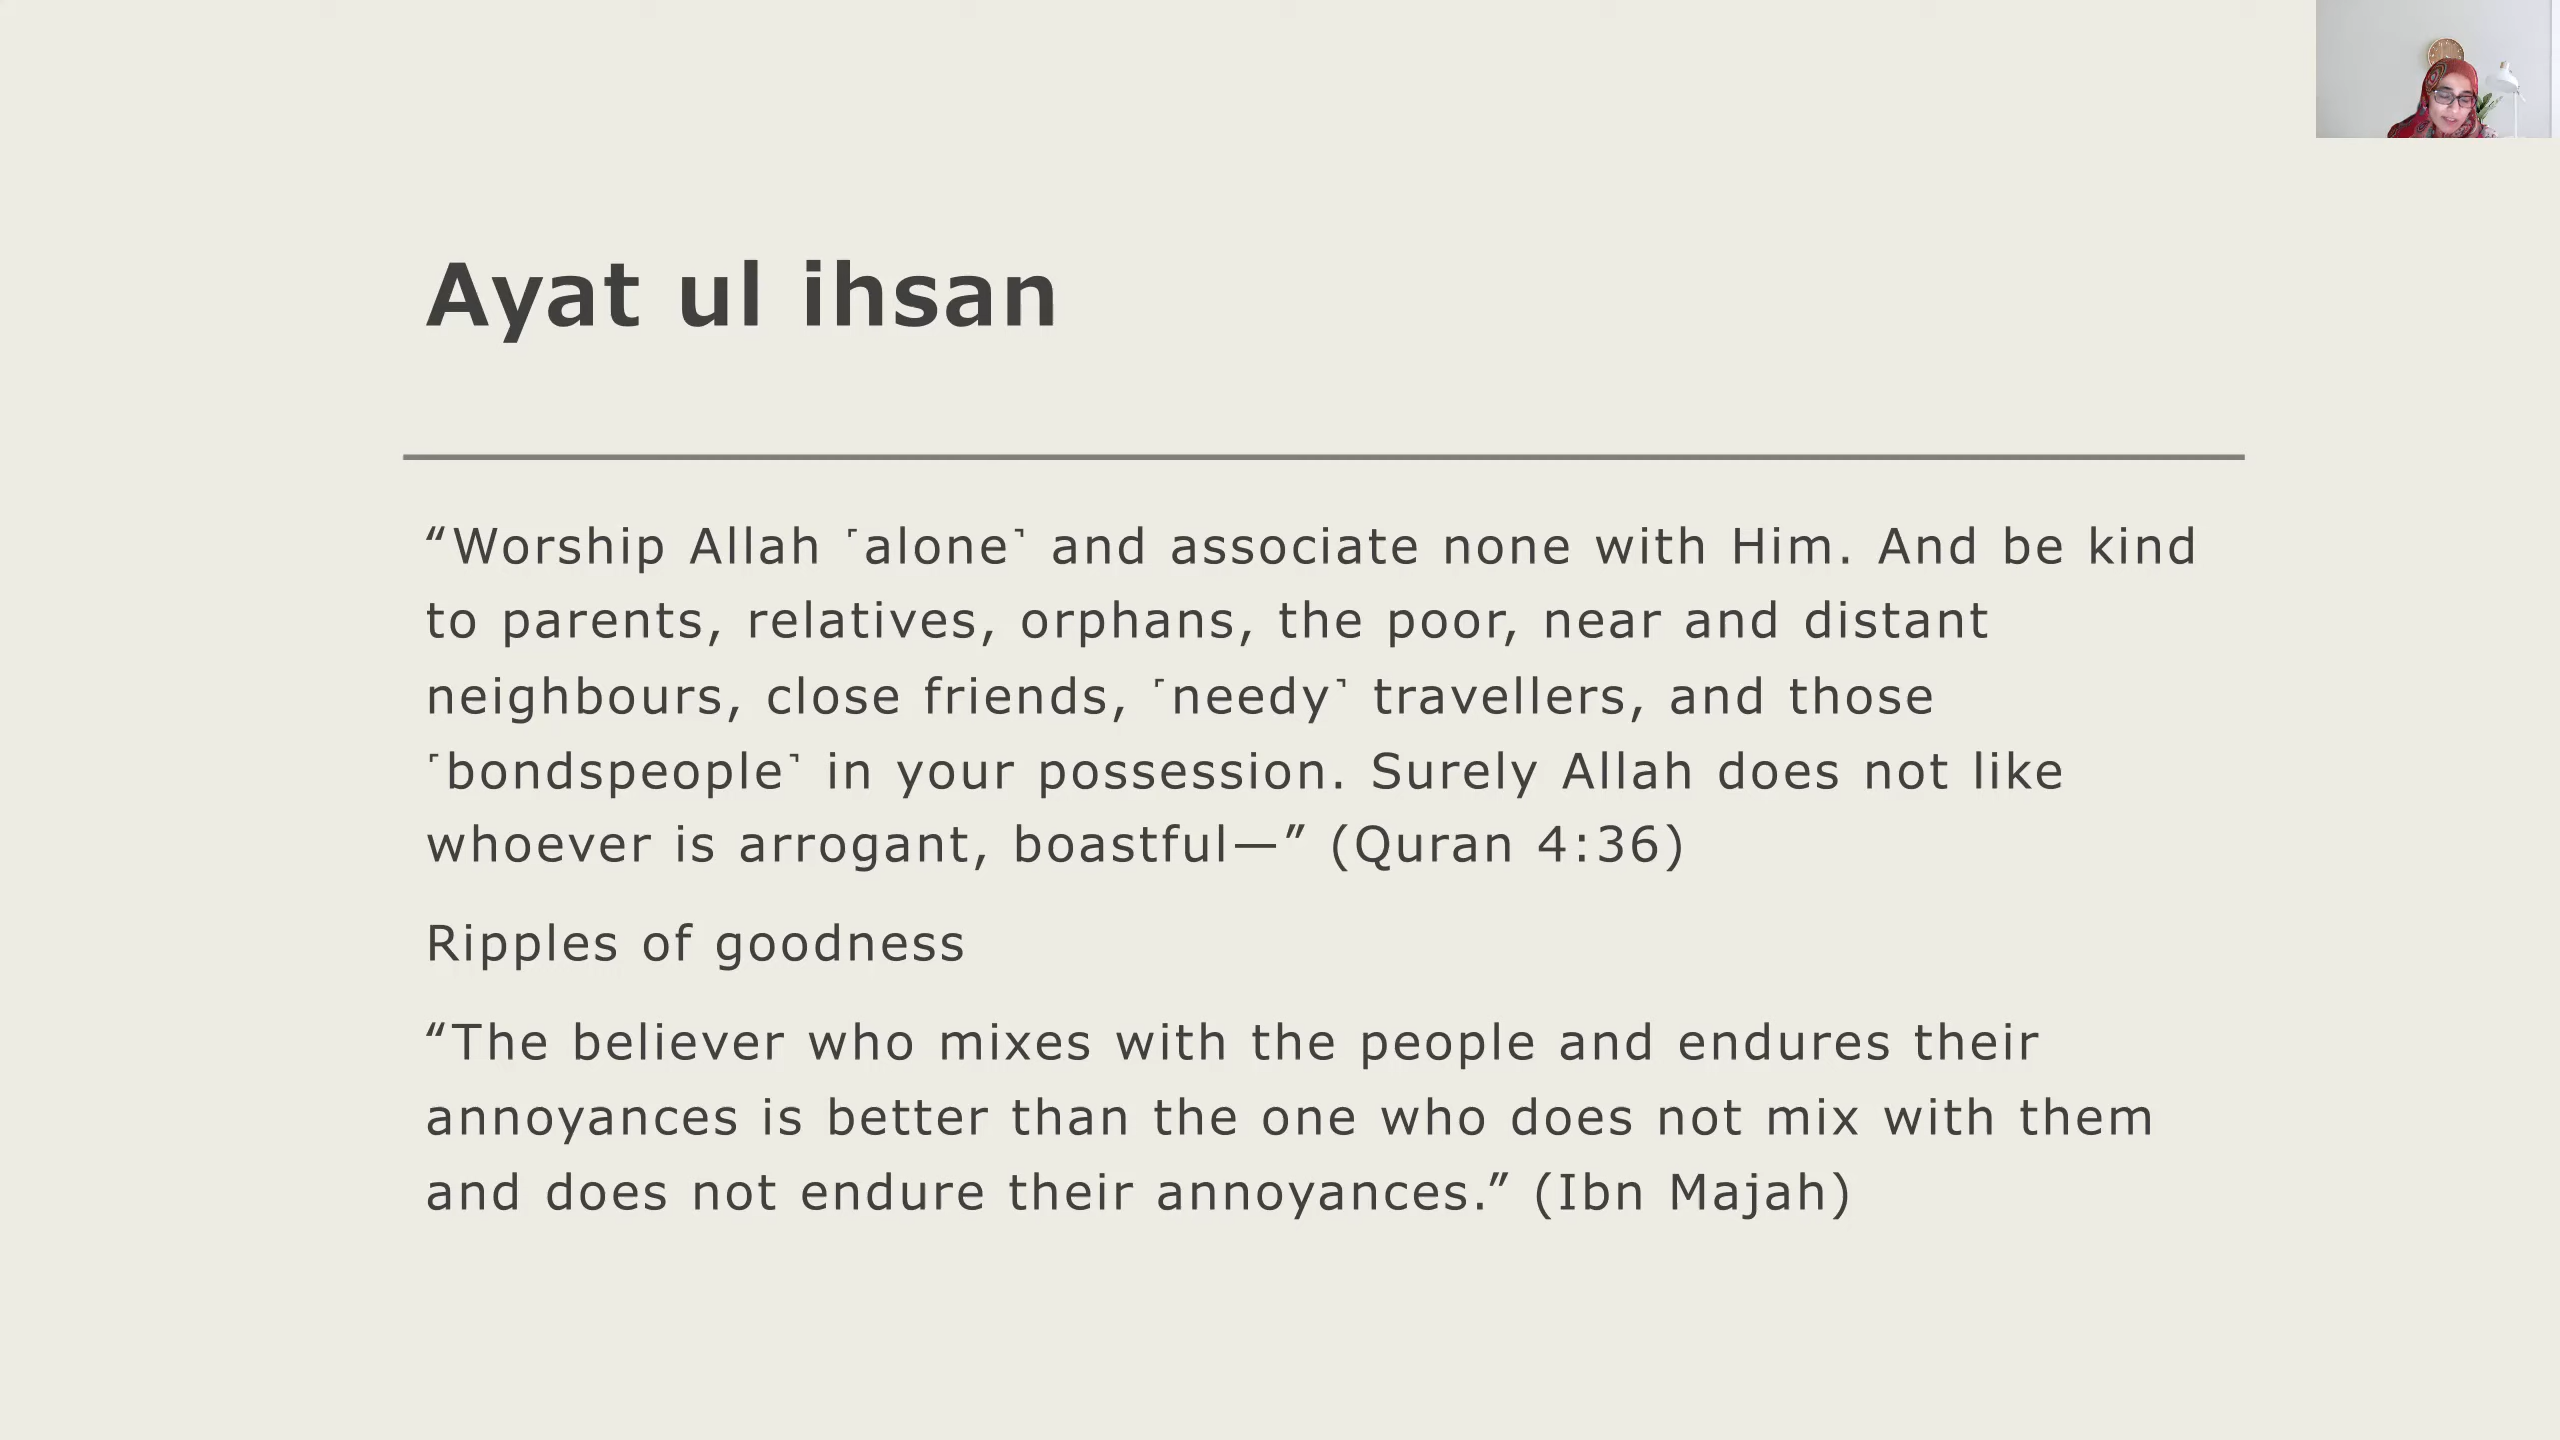 Ayat ul ihsan
“Worship Allah ˹alone˺ and associate none with Him. And be kind
to parents, relatives, orphans, the poor, near and distant
neighbours, close friends, ˹needy˺ travellers, and those
˹bondspeople˺ in your possession. Surely Allah does not like
whoever is arrogant, boastful—” (Quran 4:36)
Ripples of goodness
“The believer who mixes with the people and endures their
annoyances is better than the one who does not mix with them
and does not endure their annoyances.” (Ibn Majah)